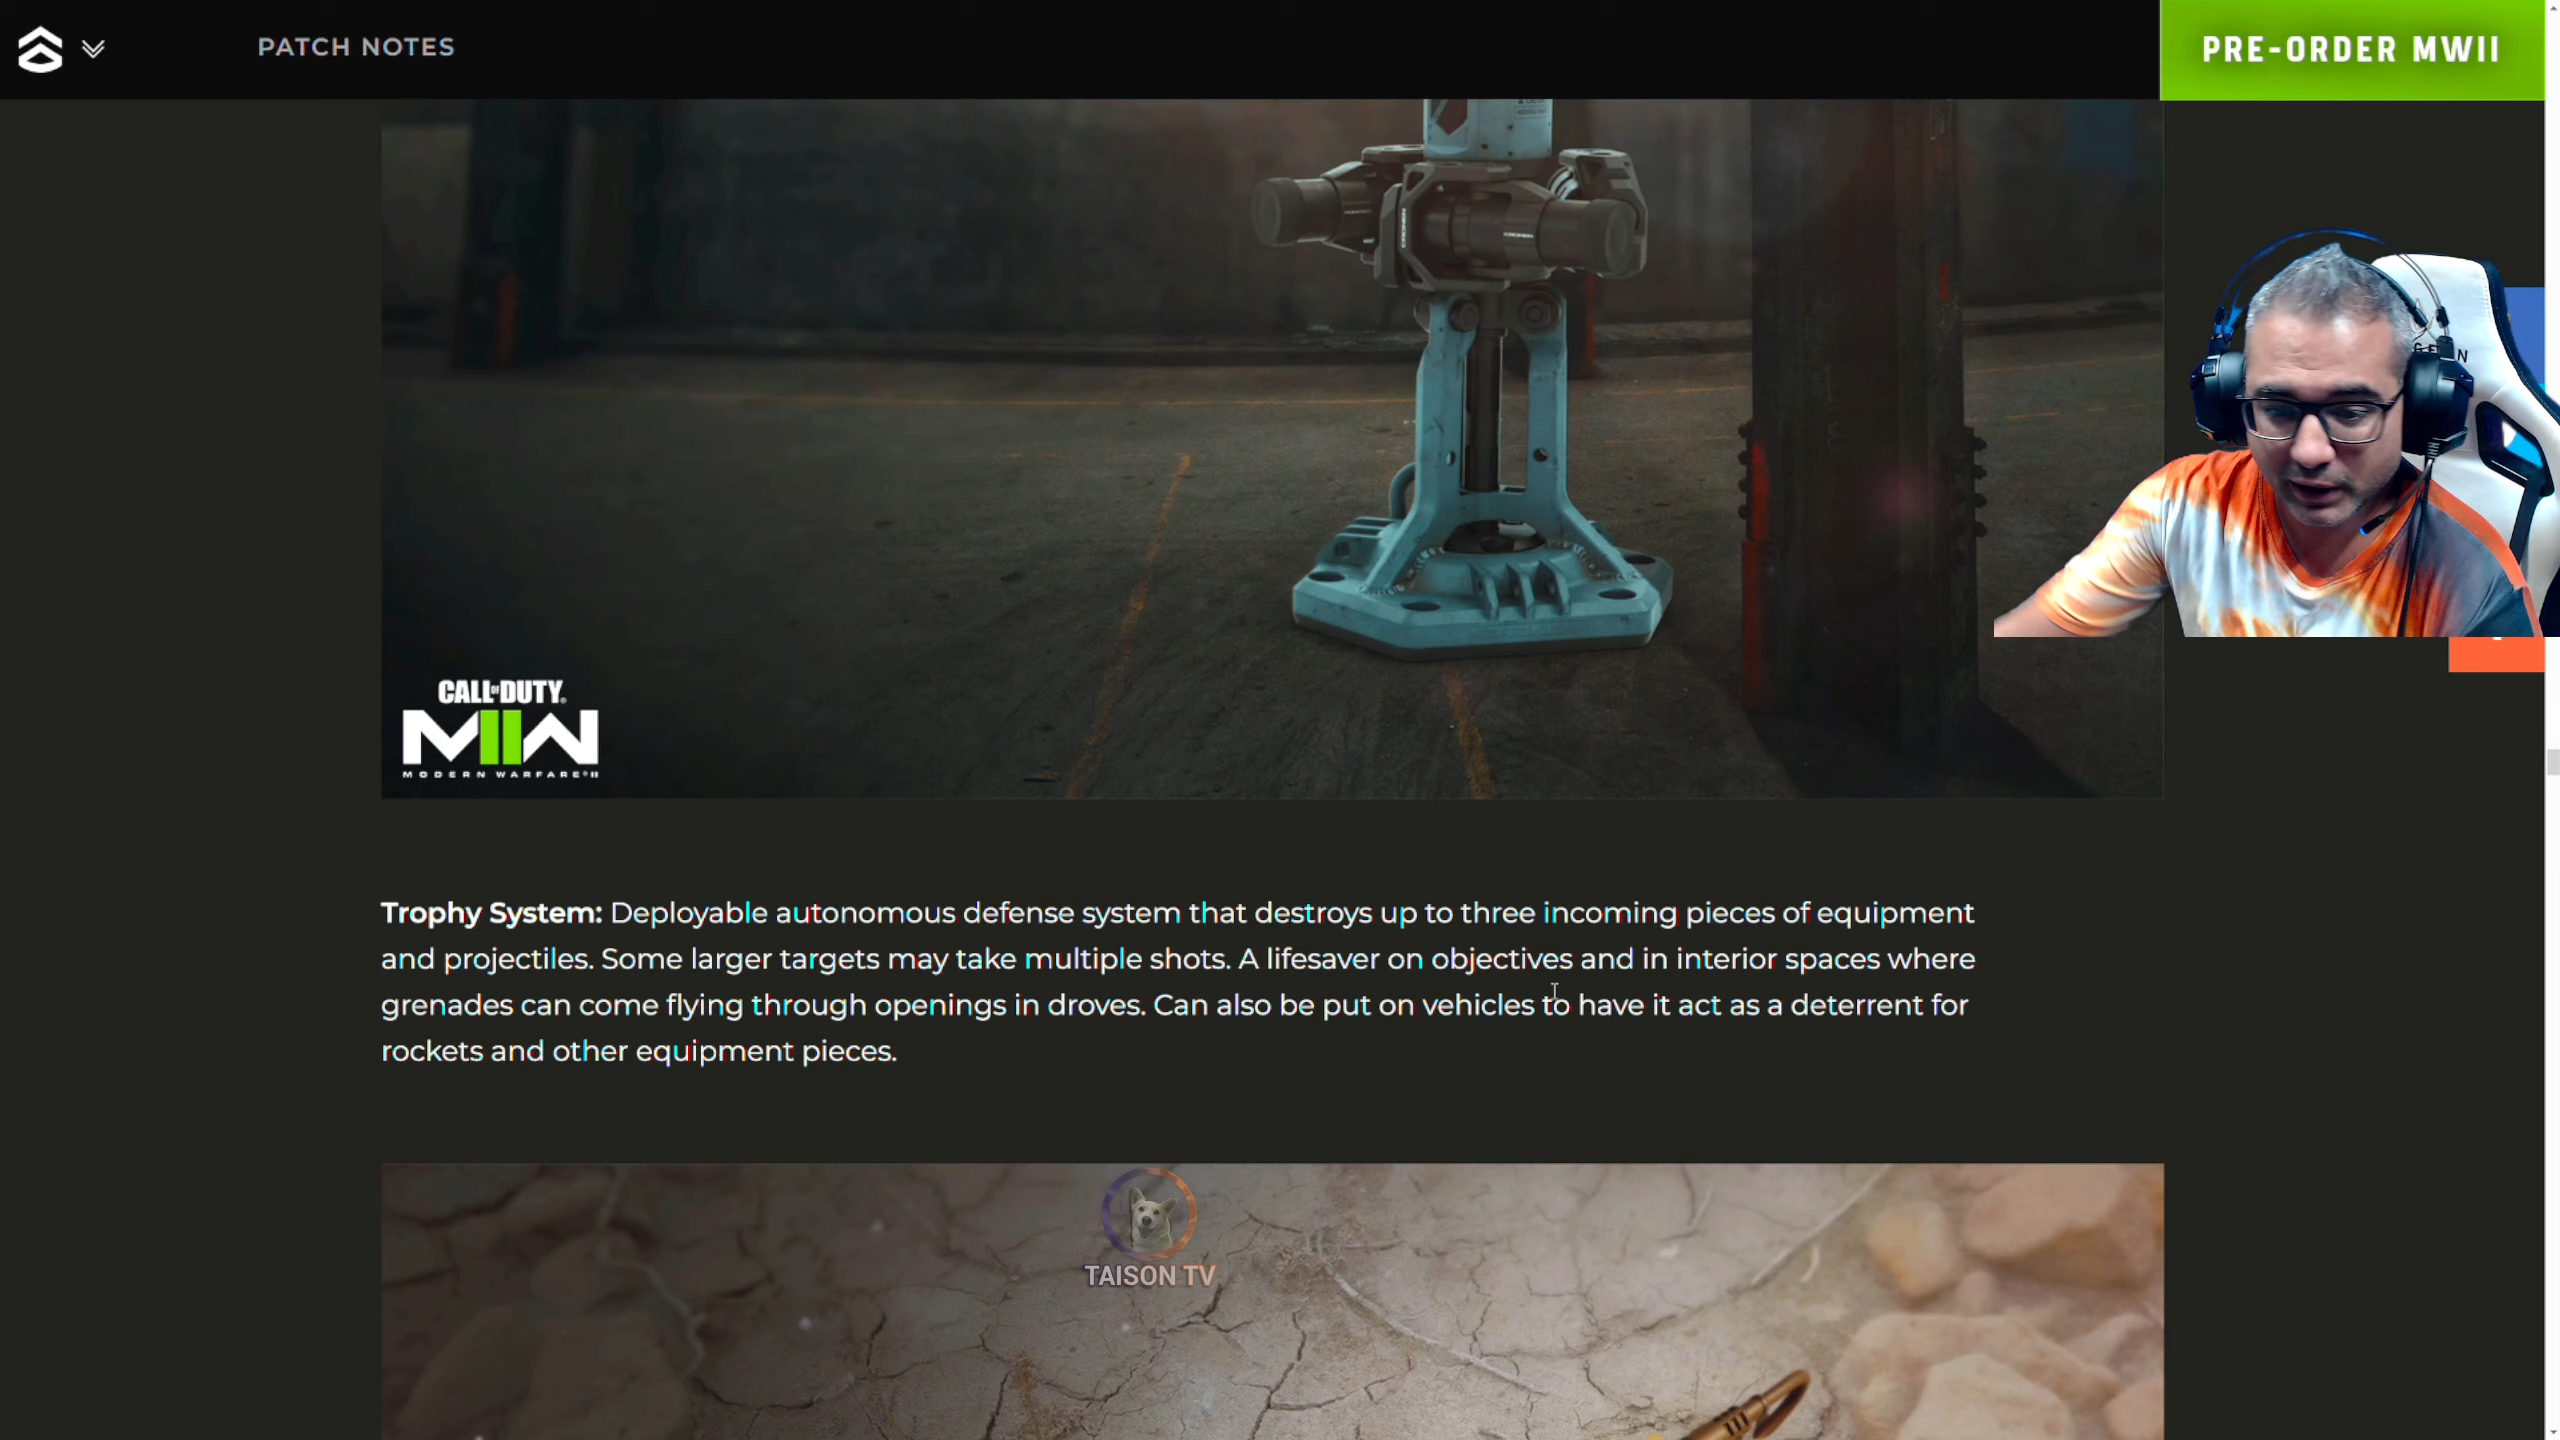 PATCH NOTES
PRE-ORDER MWII
CALL OF DUTY
MIIW
MODERN WARFARE II
Trophy System: Deployable autonomous defense system that destroys up to three incoming pieces of equipment
and projectiles. Some larger targets may take multiple shots. A lifesaver on objectives and in interior spaces where
grenades can come flying through openings in droves. Can also be put on vehicles to have it act as a deterrent for
rockets and other equipment pieces.
TAISON TV